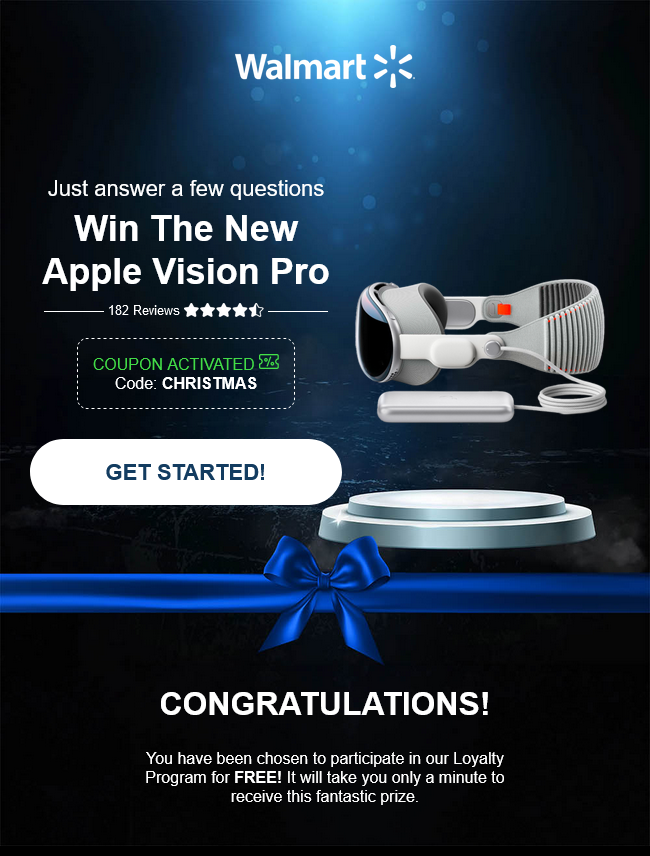 Walmart
Just answer a few questions
Win The New
Apple Vision Pro
182 Reviews
COUPON ACTIVATED
Code: CHRISTMAS
GET STARTED!
CONGRATULATIONS!
You have been chosen to participate in our Loyalty
Program for FREE! It will take you only a minute to
receive this fantastic prize.